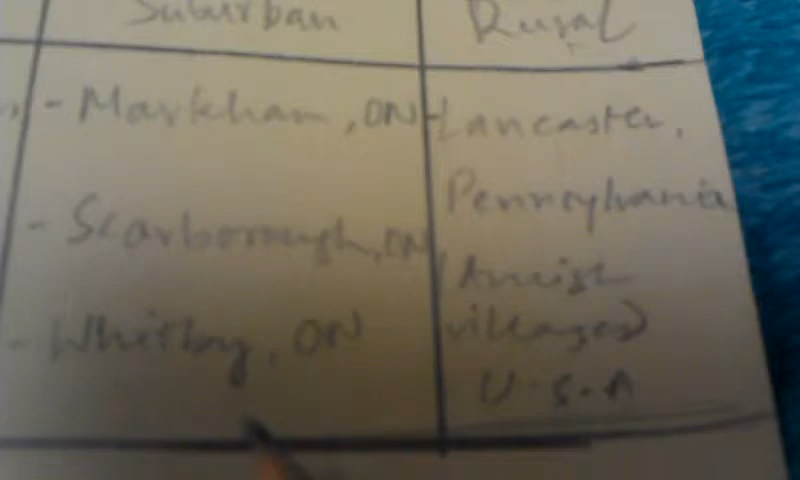 Suburban
Rural
- Markham, ON
- Scarborough, ON
- Whitby, ON
- Lancaster,
Pennsylvania
(Amish
villages)
U.S.A